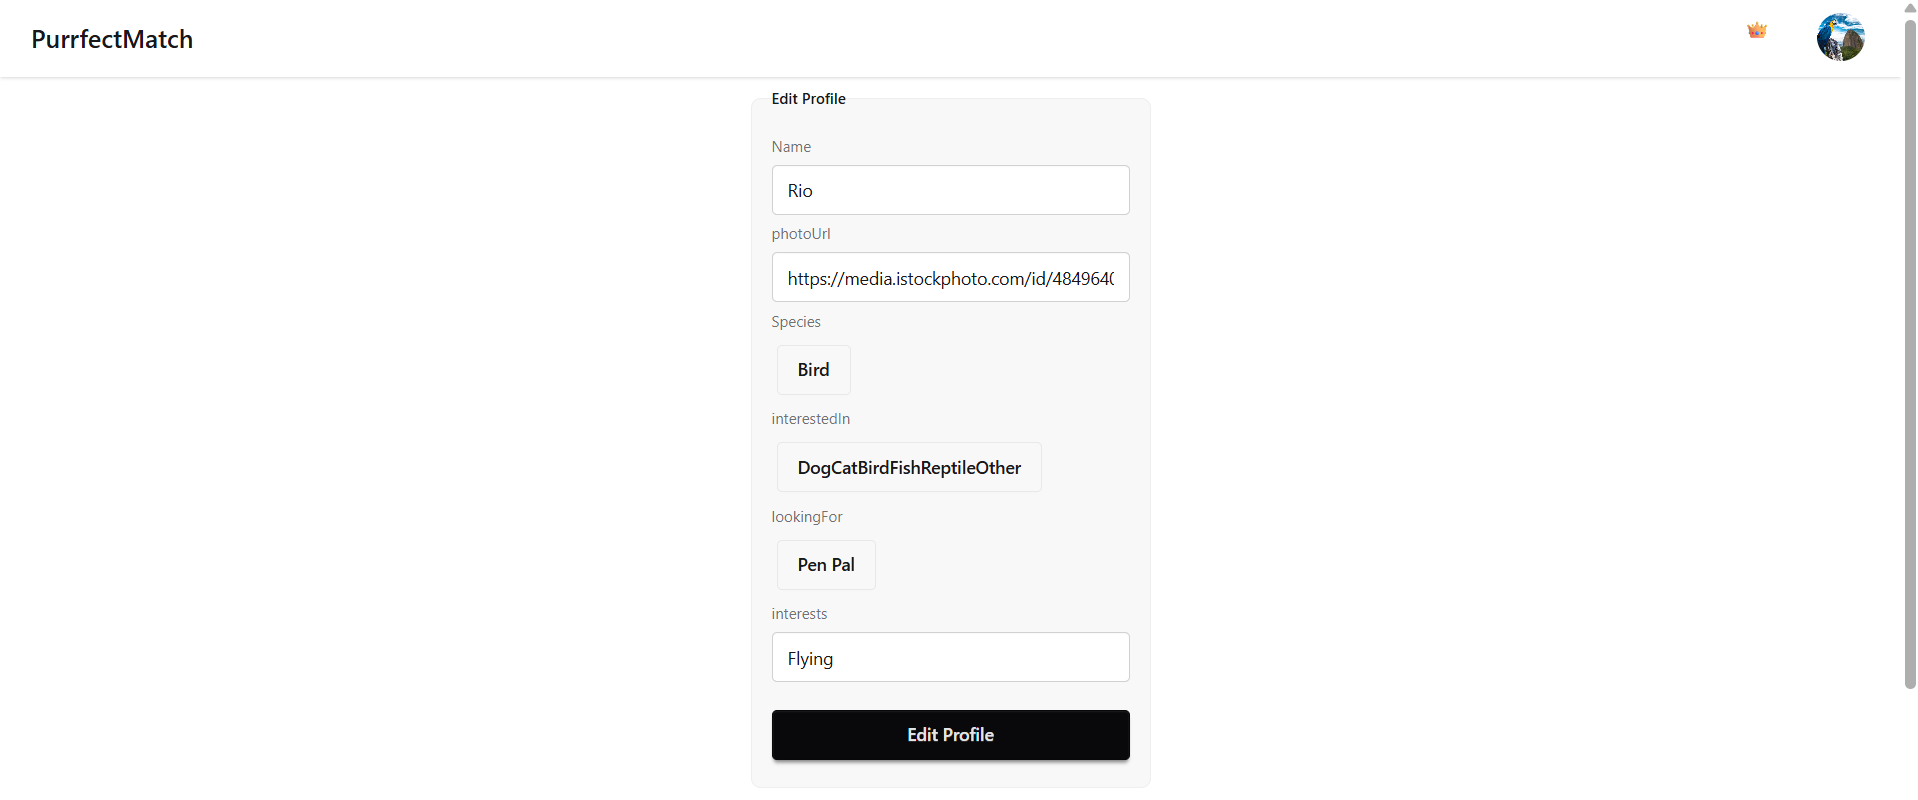 PurrfectMatch
Edit Profile
Name
Rio
photoUrl
https://media.istockphoto.com/id/484964
Species
Bird
interestedIn
DogCatBirdFishReptileOther
lookingFor
Pen Pal
interests
Flying
Edit Profile